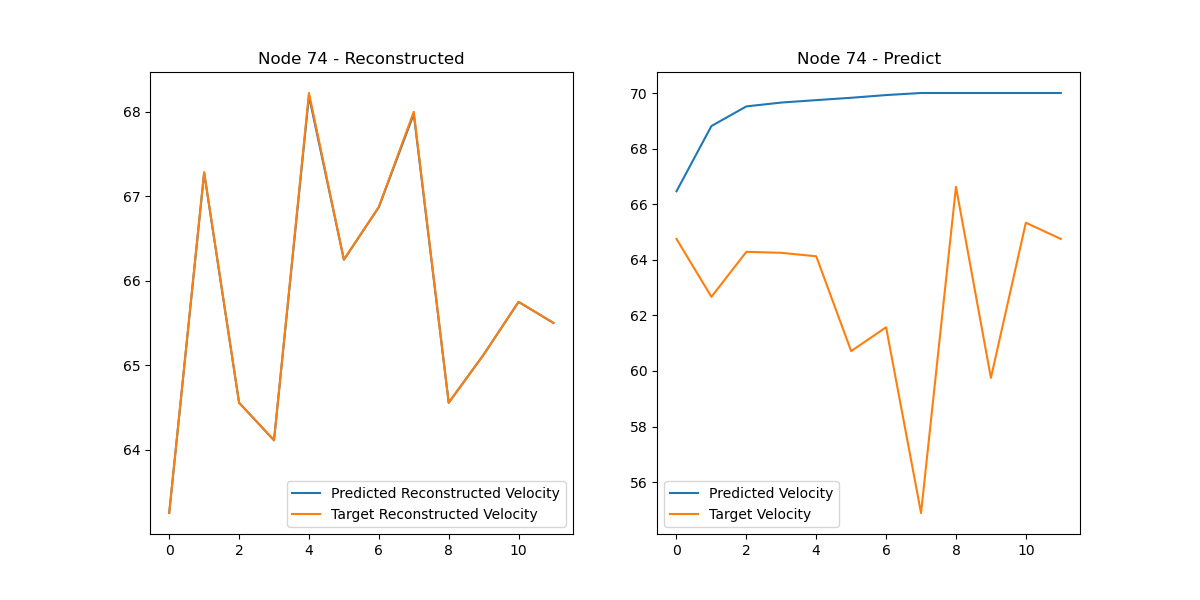 Node 74 - Reconstructed
68
67
66
65
64
0 2 4 6 8 10
Predicted Reconstructed Velocity
Target Reconstructed Velocity
Node 74 - Predict
70
68
66
64
62
60
58
56
0 2 4 6 8 10
Predicted Velocity
Target Velocity